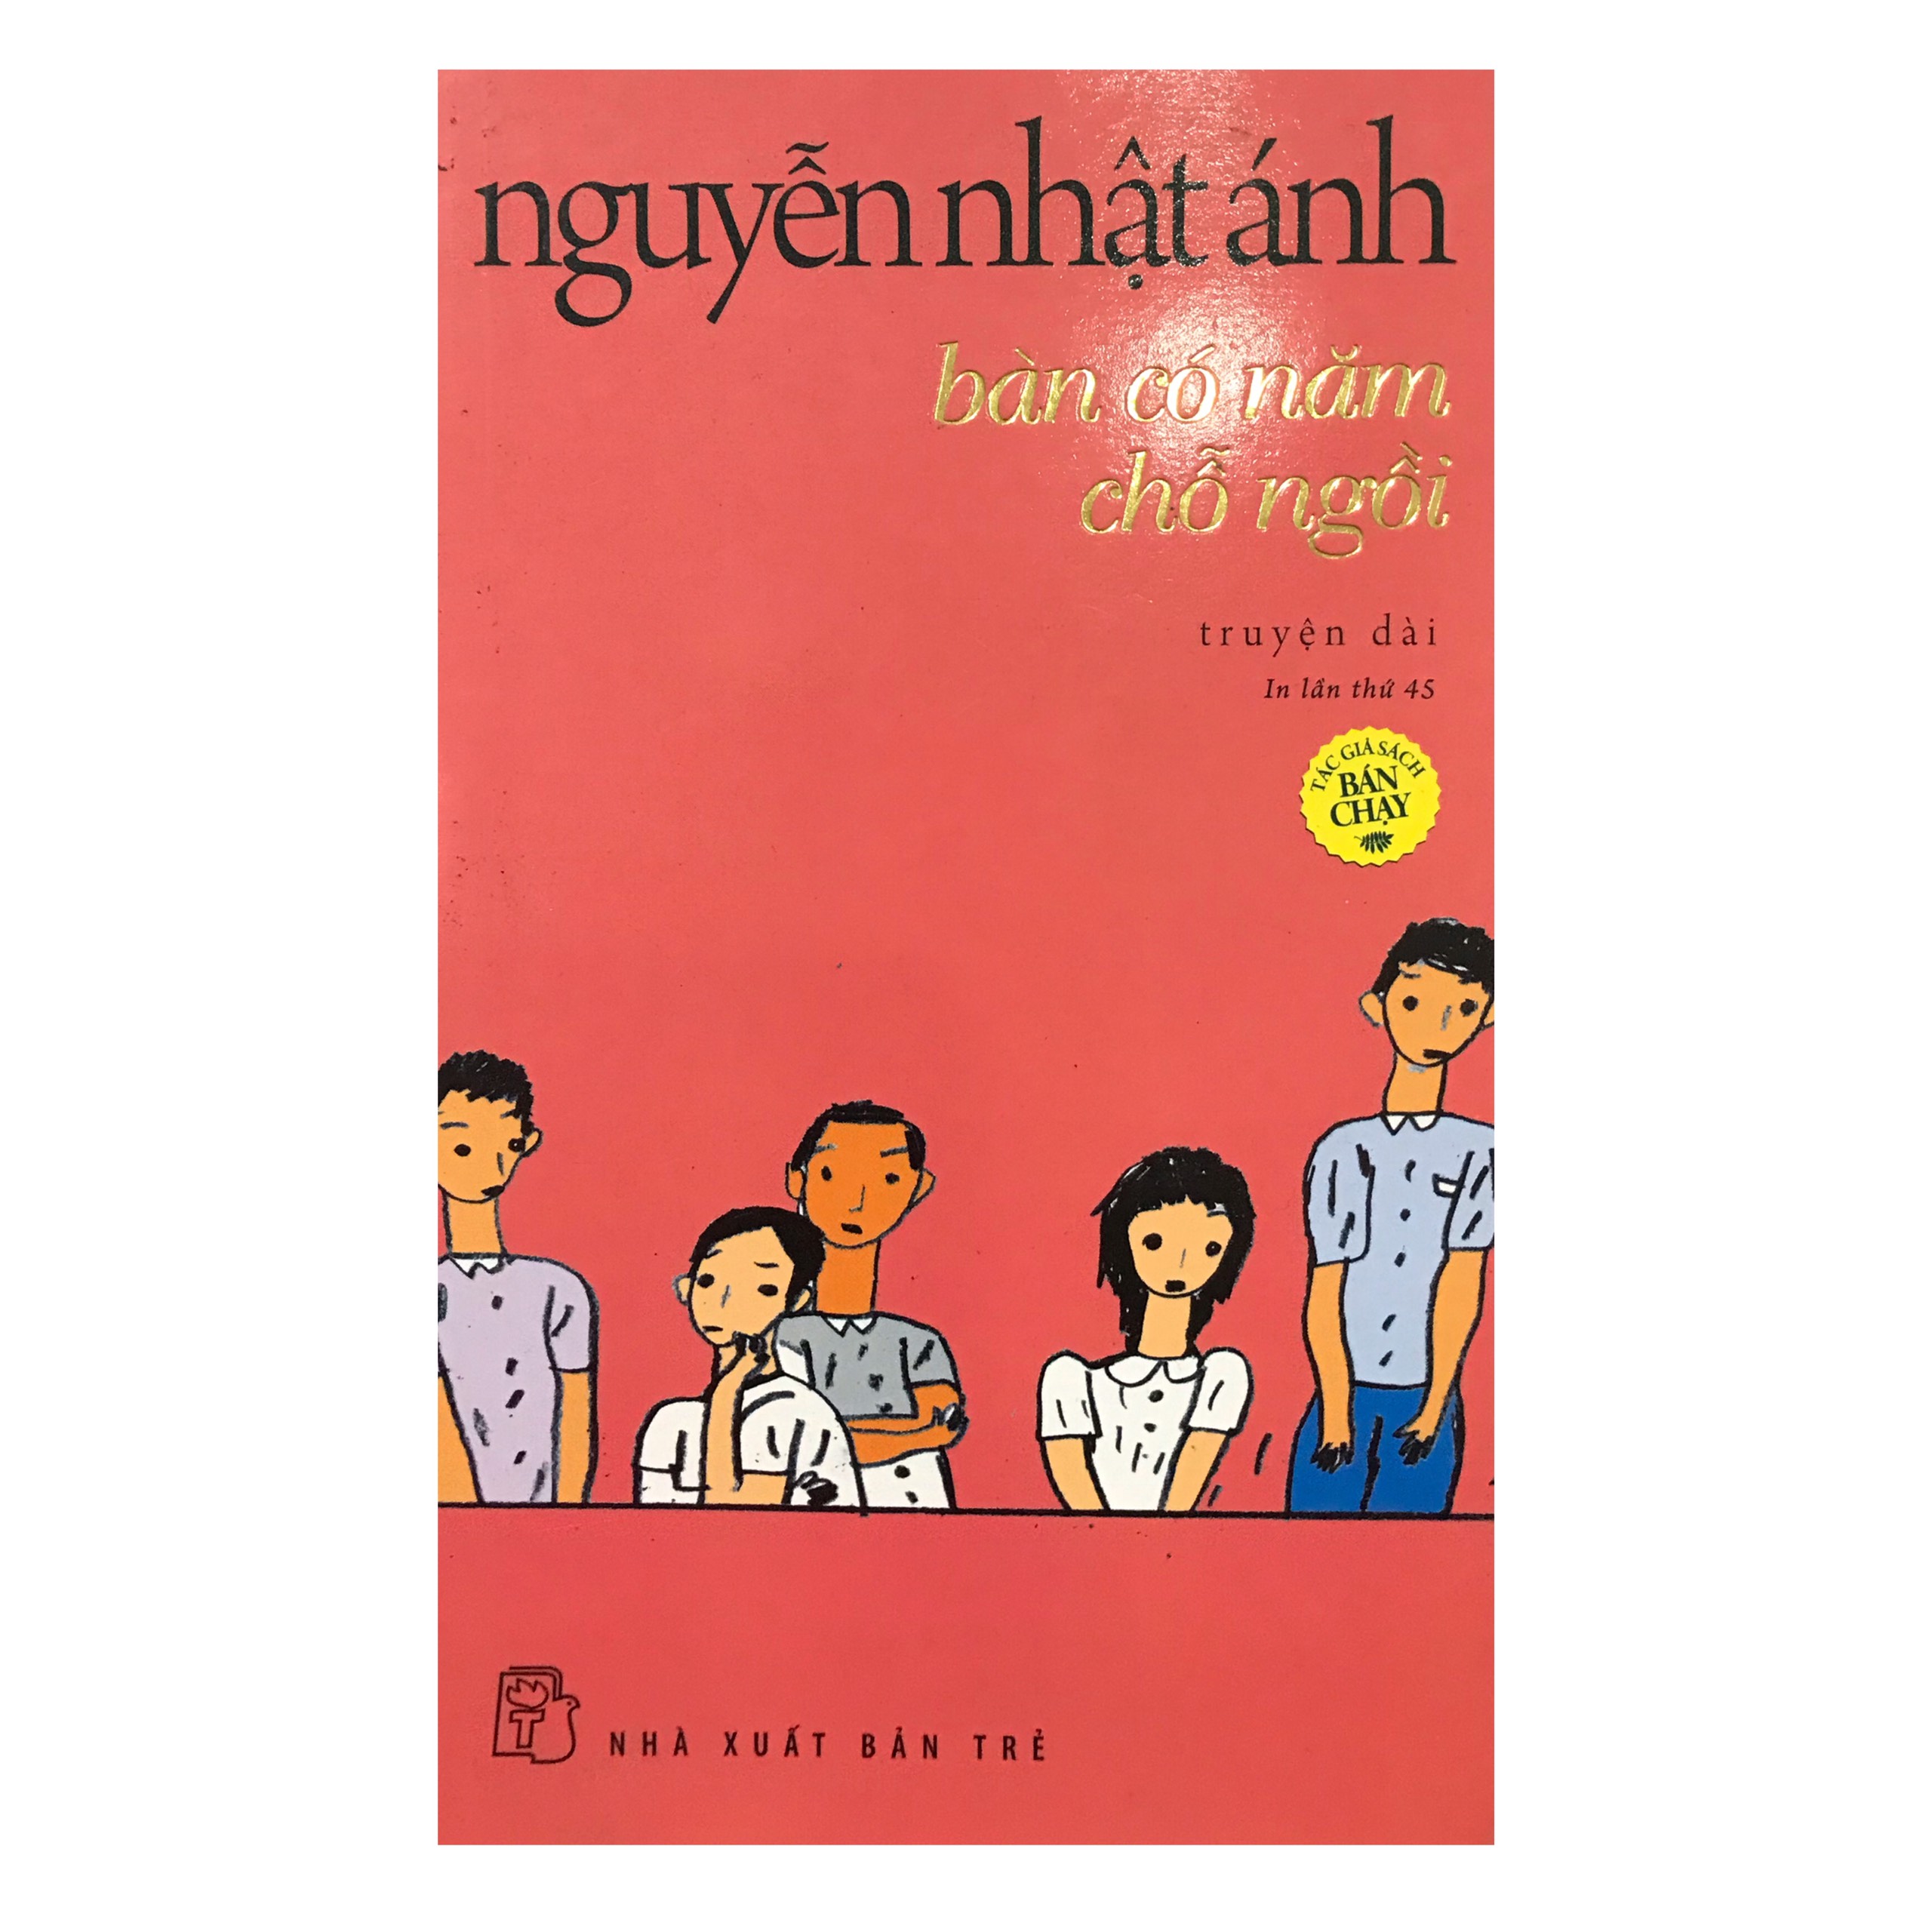 nguyễn nhật ánh
bàn có năm
chỗ ngồi
truyện dài
In lần thứ 45
TÁC GIẢ SÁCH
BÁN
CHẠY
T
NHÀ XUẤT BẢN TRẺ